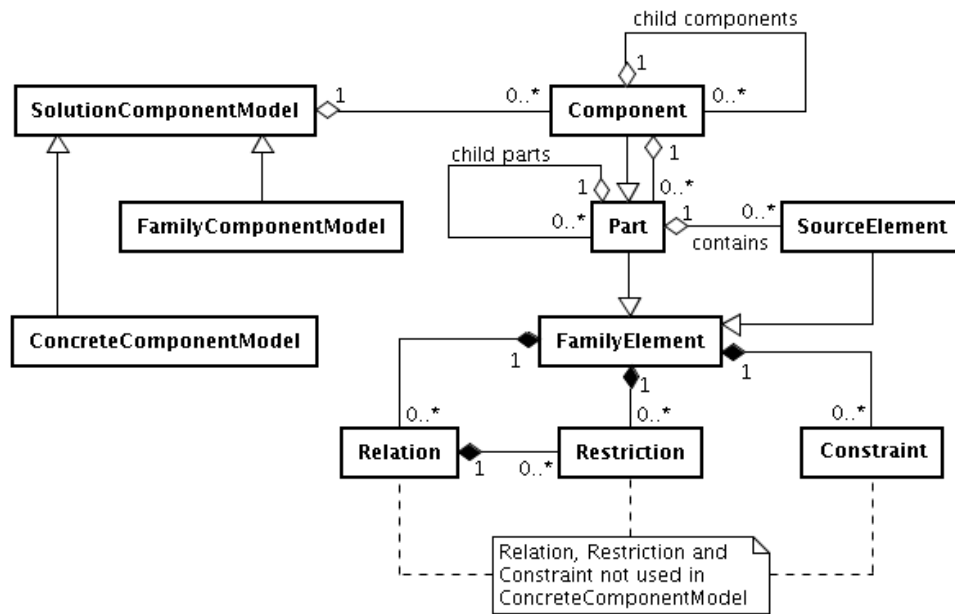 child components
1
SolutionComponentModel
1
0..*
Component
0..*
child parts
1
1
0..*
FamilyComponentModel
0..*
Part
1
0..*
SourceElement
contains
ConcreteComponentModel
FamilyElement
1
1
1
0..*
0..*
0..*
Relation
1
0..*
Restriction
Constraint
Relation, Restriction and
Constraint not used in
ConcreteComponentModel